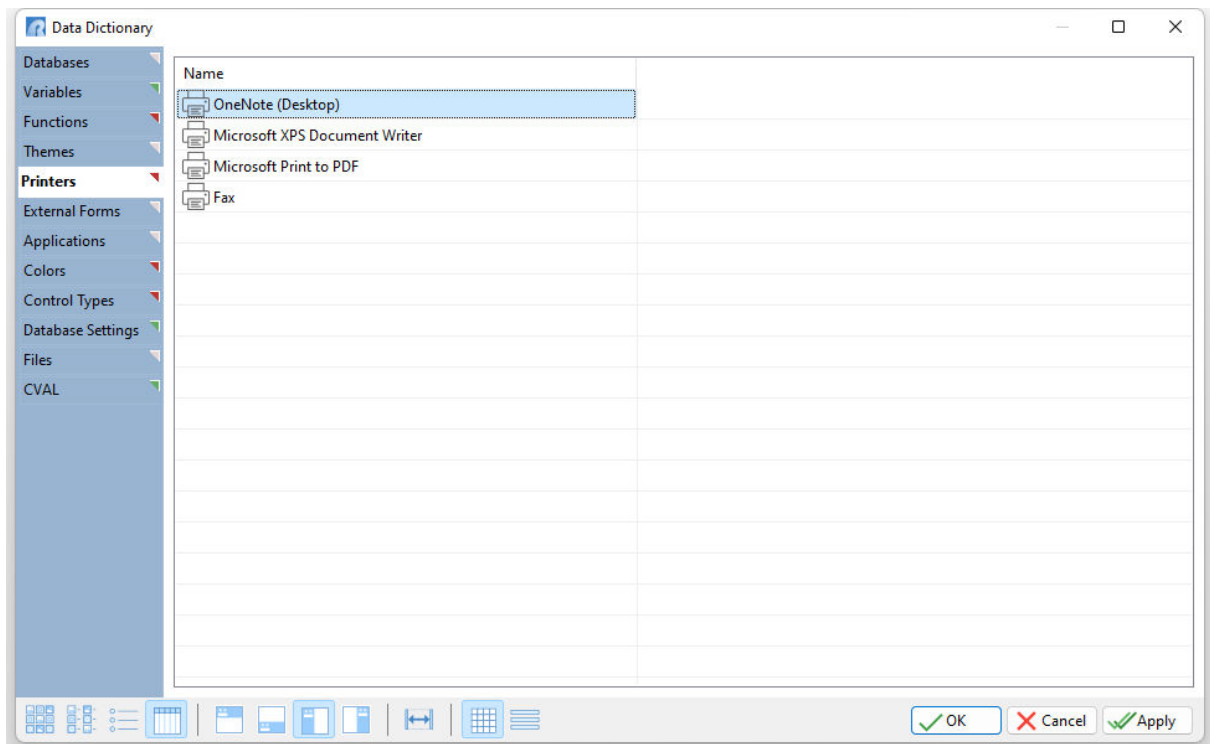 Data Dictionary
Databases
Variables
Functions
Themes
Printers
External Forms
Applications
Colors
Control Types
Database Settings
Files
CVAL
Name
OneNote (Desktop)
Microsoft XPS Document Writer
Microsoft Print to PDF
Fax
OK
Cancel
Apply